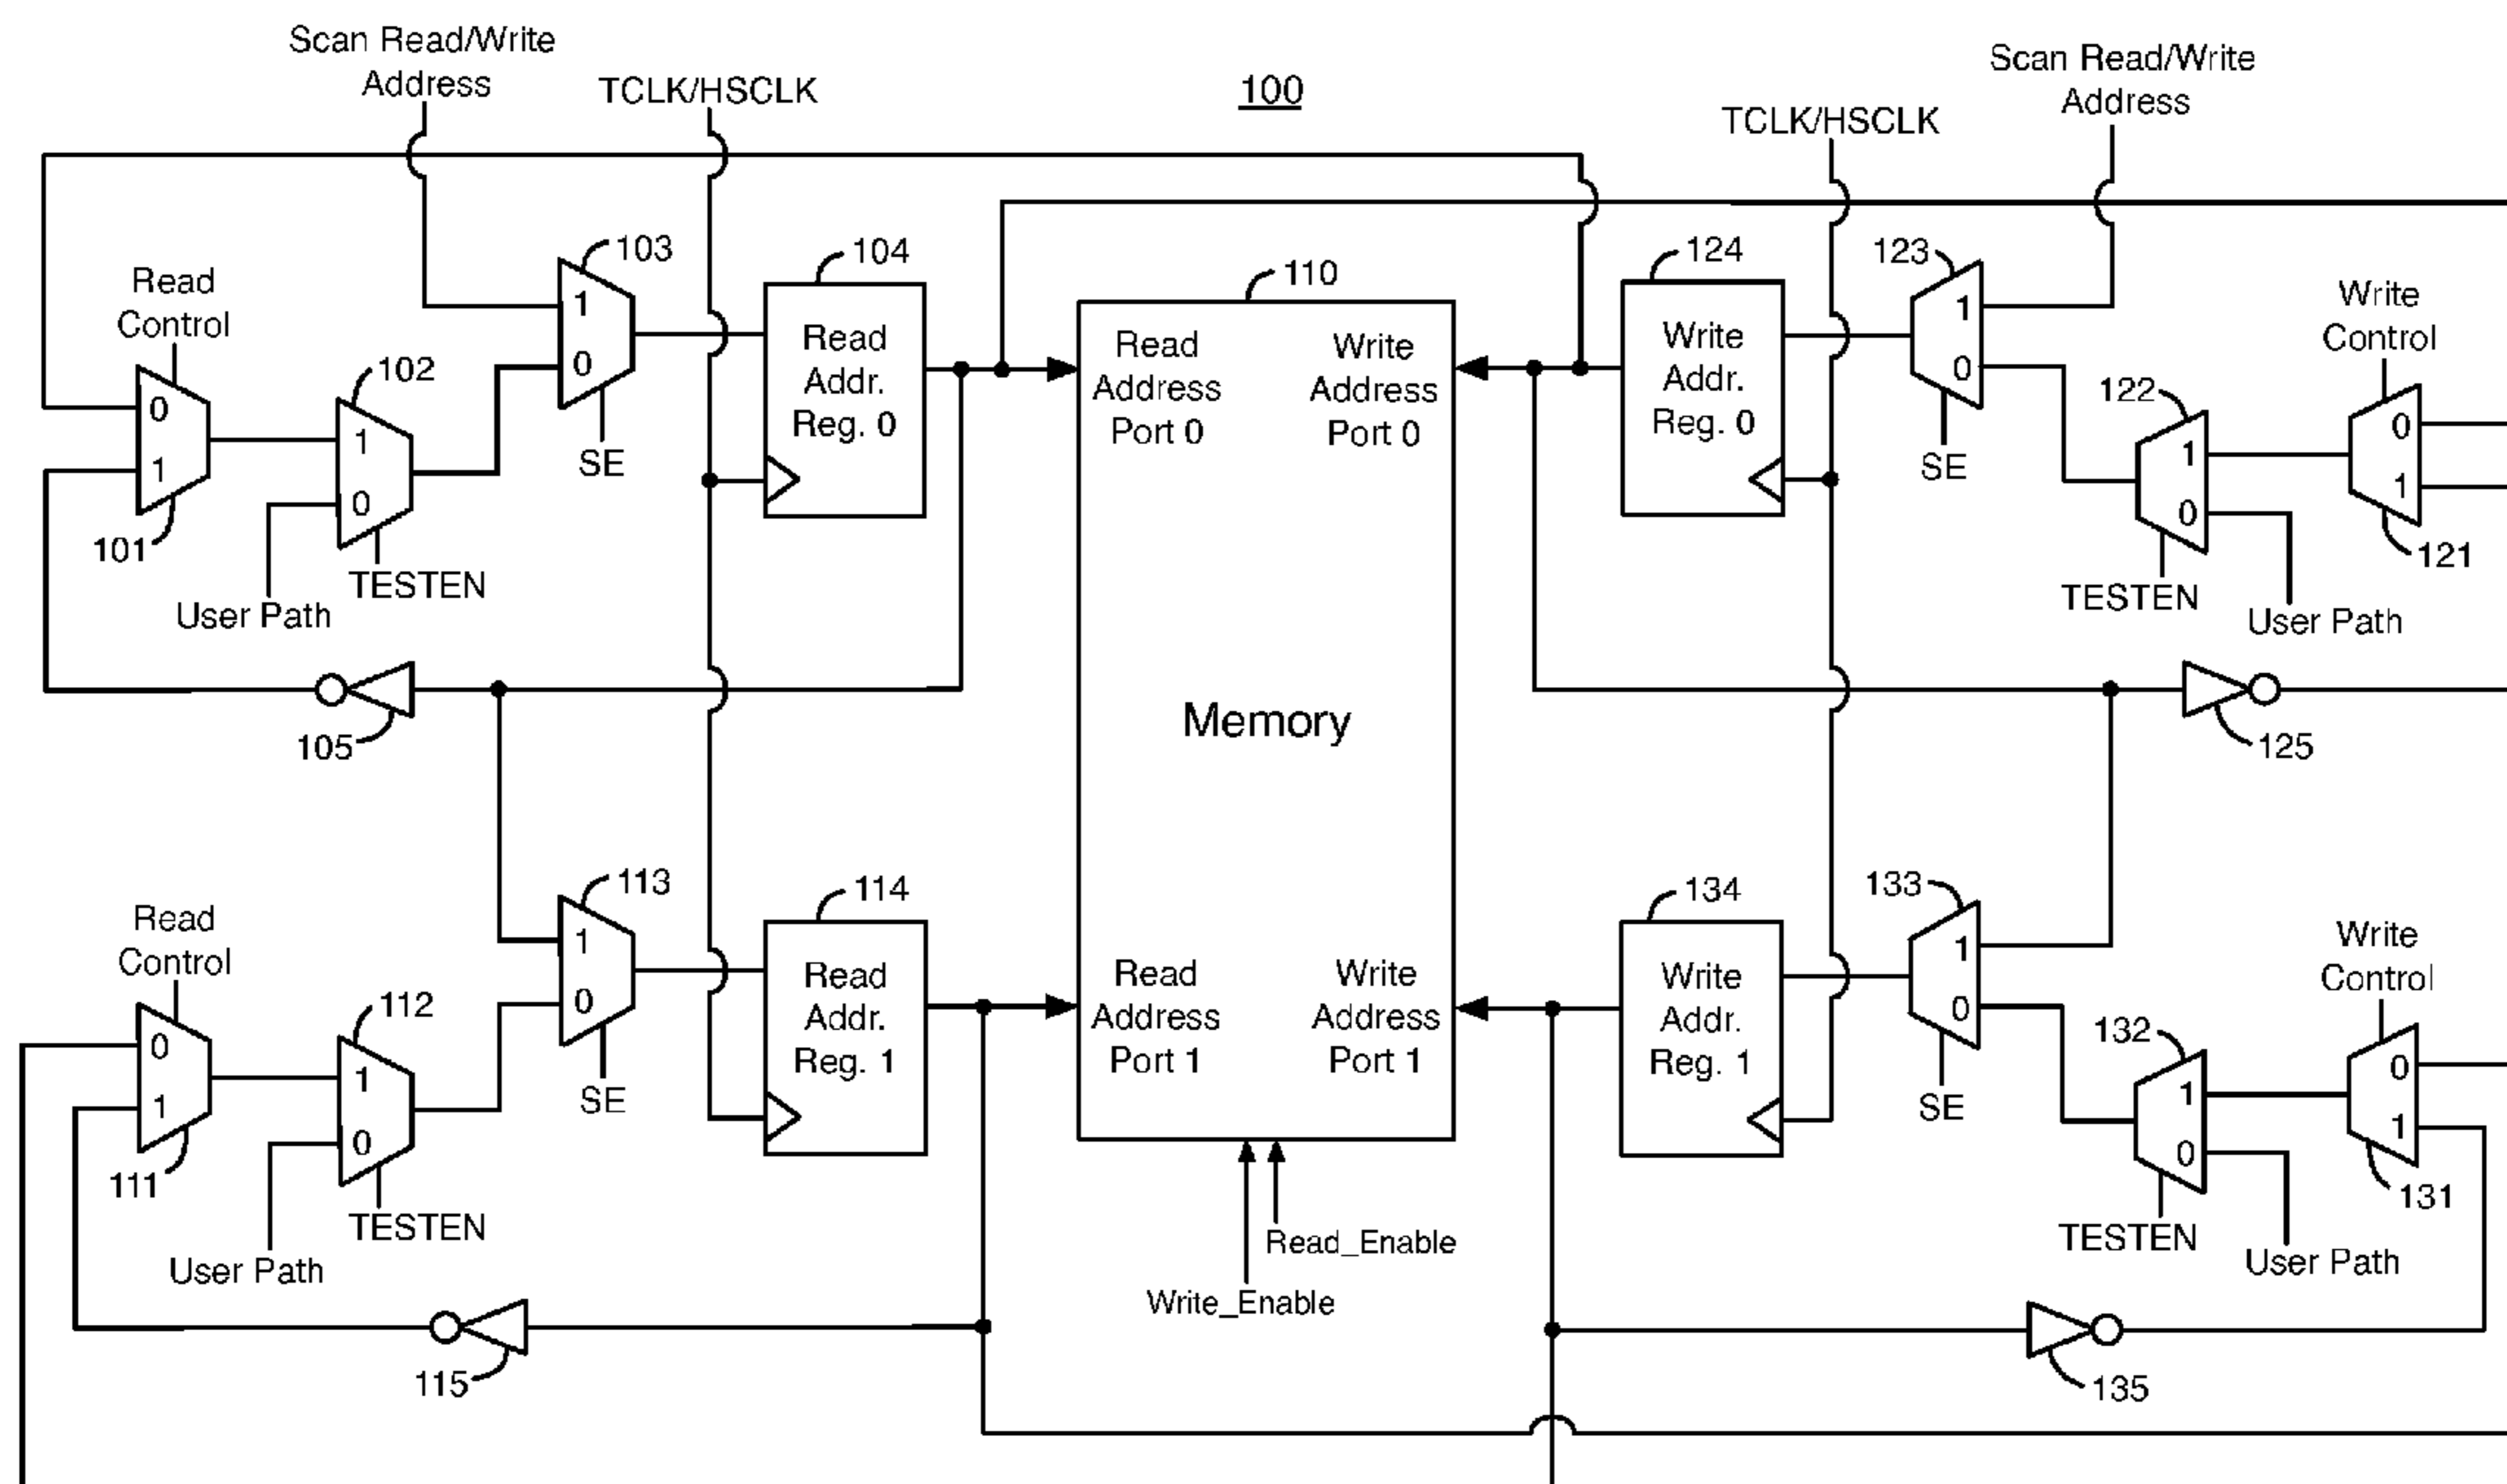 Scan Read/Write
Address
TCLK/HSCLK
100
TCLK/HSCLK
Scan Read/Write
Address
Read
Control
0
1
101
102
1
0
TESTEN
User Path
103
1
0
SE
104
Read
Addr.
Reg. 0
105
110
Read
Address
Port 0
Write
Address
Port 0
Memory
Read
Address
Port 1
Write
Address
Port 1
Read_Enable
Write_Enable
124
Write
Addr.
Reg. 0
123
1
0
SE
122
1
0
TESTEN
User Path
Write
Control
0
1
121
125
Read
Control
0
1
111
112
1
0
TESTEN
User Path
113
1
0
SE
114
Read
Addr.
Reg. 1
115
134
Write
Addr.
Reg. 1
133
1
0
SE
132
1
0
TESTEN
User Path
Write
Control
0
1
131
135